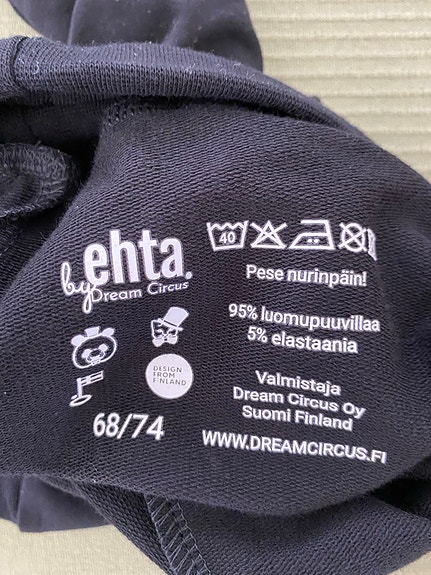 by ehta.
Dream Circus
DESIGN
FROM
FINLAND
68/74
40
Pese nurinpäin!
95% luomupuuvillaa
5% elastaania
Valmistaja
Dream Circus Oy
Suomi Finland
WWW.DREAMCIRCUS.FI